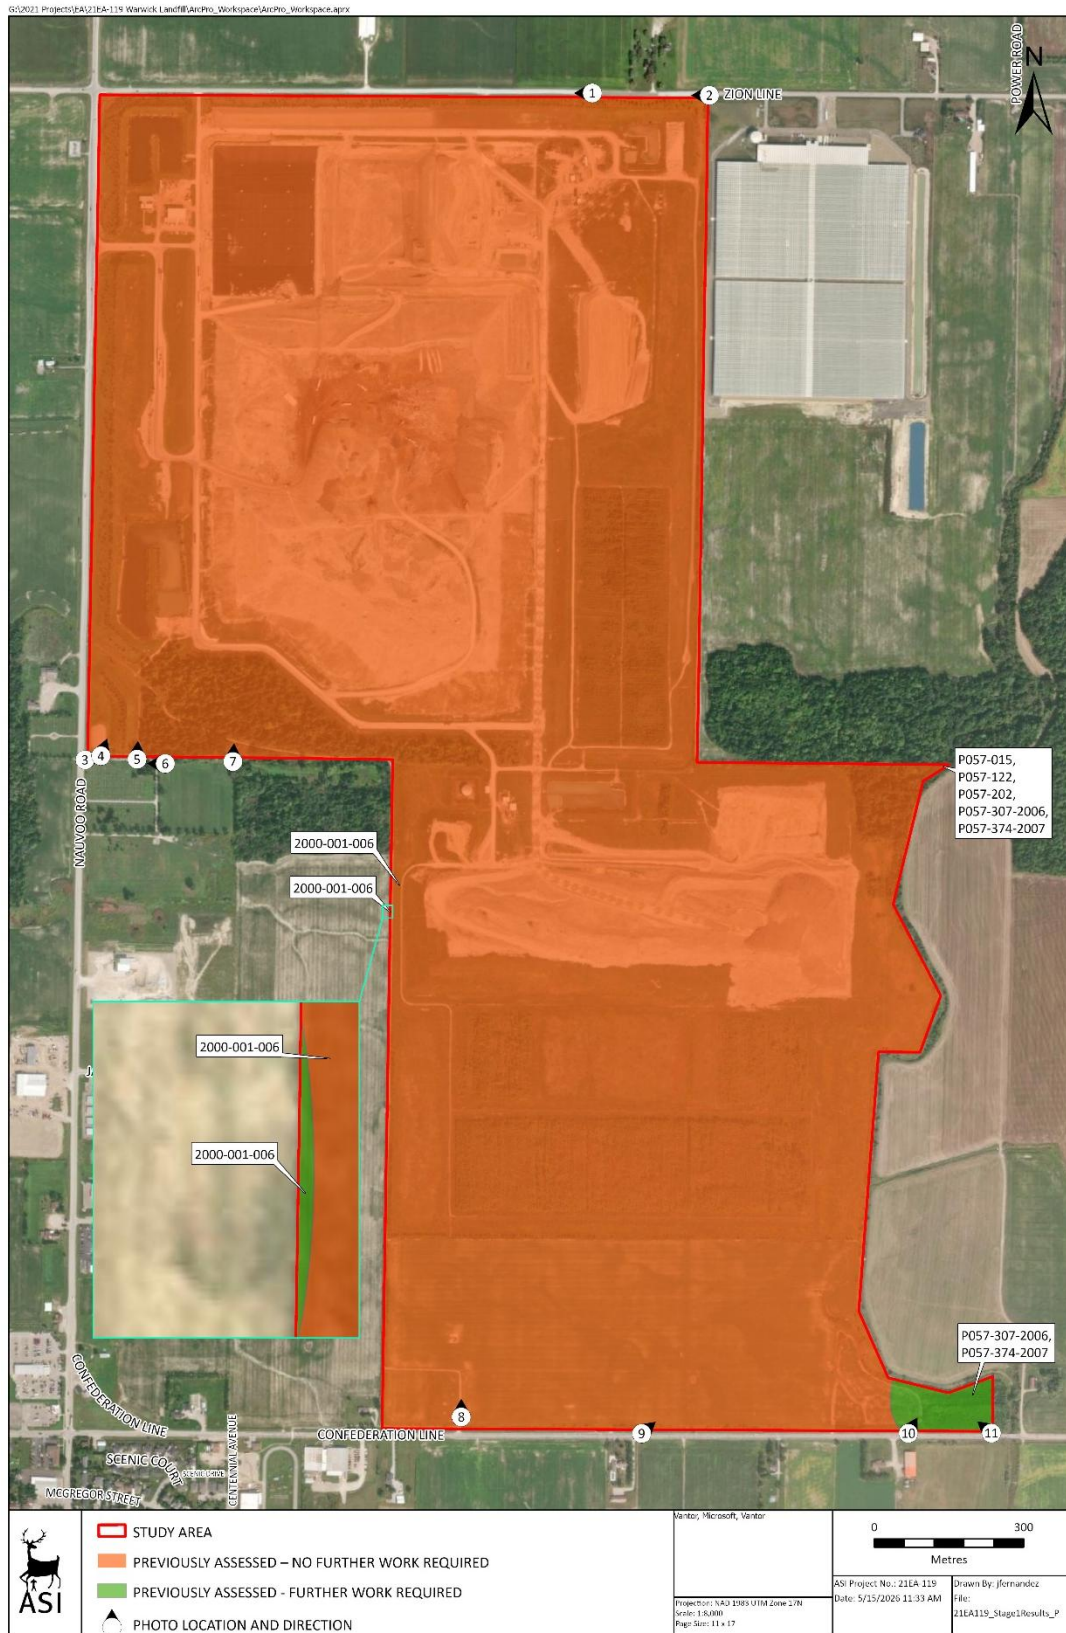 G:\2021 Projects\EA\21EA-119 Warwick Landfill\ArcPro_Workspace\ArcPro_Workspace.aprx
POWER ROAD
N
1
2
ZION LINE
3
4
5
6
7
NAUVOO ROAD
P057-015,
P057-122,
P057-202,
P057-307-2006,
P057-374-2007
2000-001-006
2000-001-006
2000-001-006
2000-001-006
P057-307-2006,
P057-374-2007
8
9
10
11
CONFEDERATION LINE
CONFEDERATION LINE
CENTENNIAL AVENUE
SCENIC COURT
SCENIC DRIVE
MCGREGOR STREET
ASI
STUDY AREA
PREVIOUSLY ASSESSED – NO FURTHER WORK REQUIRED
PREVIOUSLY ASSESSED - FURTHER WORK REQUIRED
PHOTO LOCATION AND DIRECTION
Vantor, Microsoft, Vantor
Projection: NAD 1983 UTM Zone 17N
Scale: 1:8,000
Page Size: 11 x 17
0 300
Metres
ASI Project No.: 21EA-119
Date: 5/15/2026 11:33 AM
Drawn By: jfernandez
File:
21EA119_Stage1Results_P